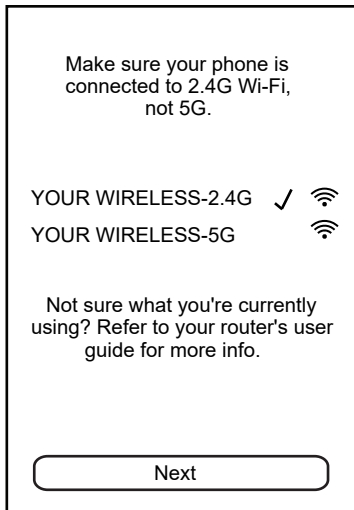 Make sure your phone is
connected to 2.4G Wi-Fi,
not 5G.
YOUR WIRELESS-2.4G
YOUR WIRELESS-5G
Not sure what you're currently
using? Refer to your router's user
guide for more info.
Next